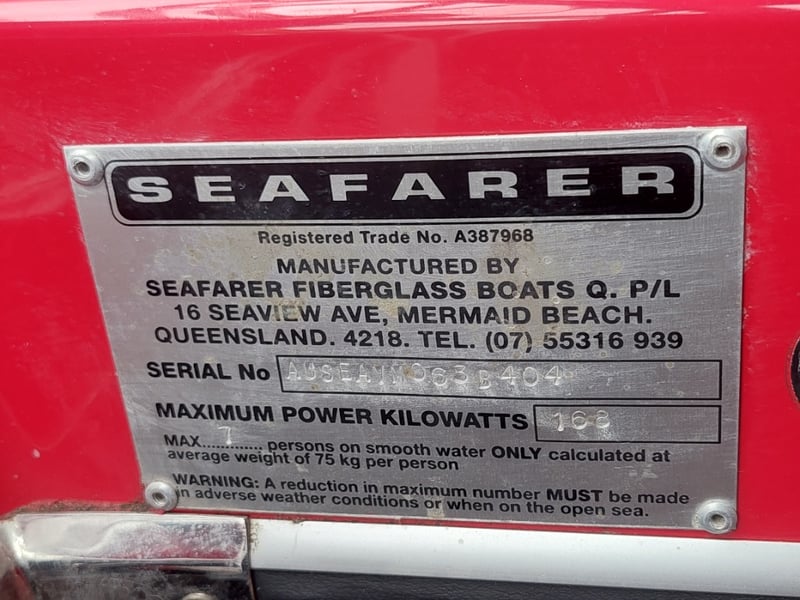 SEAFARER
Registered Trade No. A387968
MANUFACTURED BY
SEAFARER FIBERGLASS BOATS Q. P/L
16 SEAVIEW AVE, MERMAID BEACH.
QUEENSLAND. 4218. TEL. (07) 55316 939
SERIAL No
MAXIMUM POWER KILOWATTS 168
MAX....7........ persons on smooth water ONLY calculated at
average weight of 75 kg per person
WARNING: A reduction in maximum number MUST be made
in adverse weather conditions or when on the open sea.